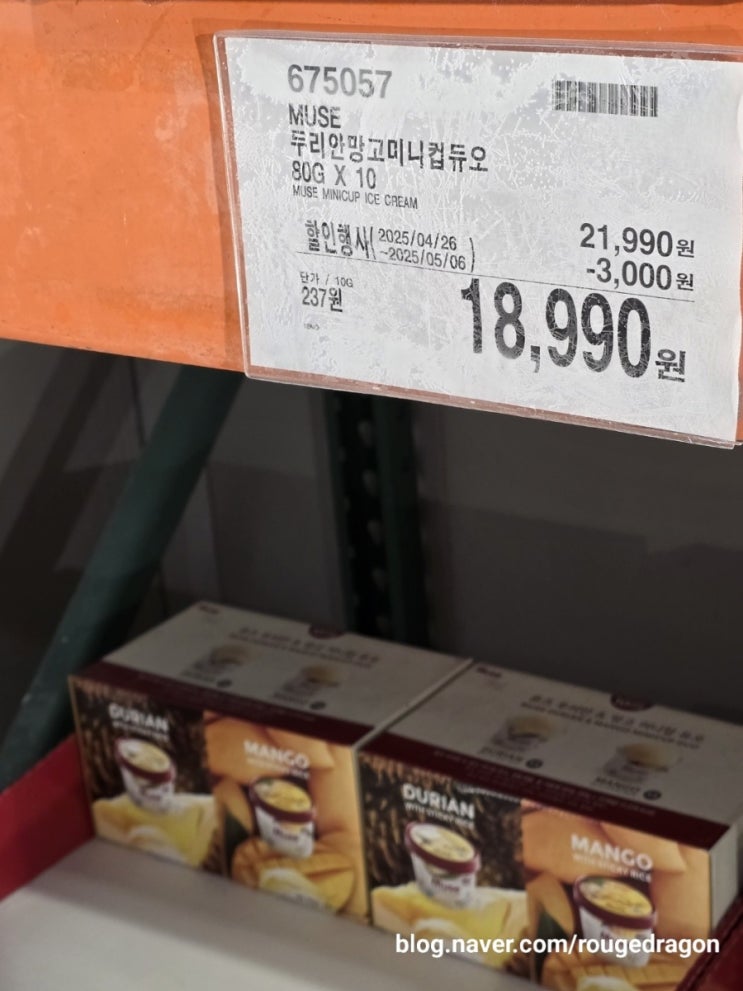 675057
MUSE
두리안망고미니컵듀오
80G X 10
MUSE MINICUP ICE CREAM
할인행사( 2025/04/26
~2025/05/06 )
21,990원
-3,000원
단가 / 10G
237원
18,990원
DURIAN
WITH STICKY RICE
MANGO
WITH STICKY RICE
DURIAN
WITH STICKY RICE
MANGO
WITH STICKY RICE
blog.naver.com/rougedragon